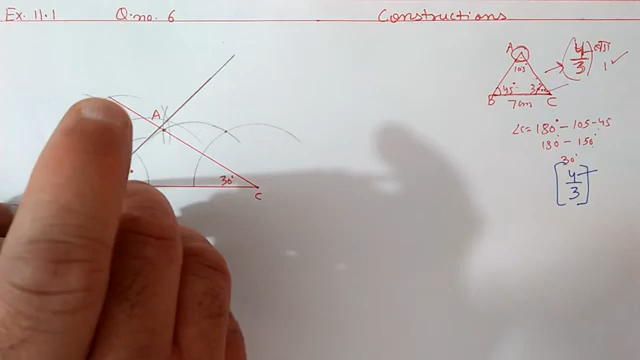 Ex. 11.1 Q.no. 6 Constructions
A
105°
45° 30°
B 7cm C
4/3
1 ✓
∠C = 180° - 105 - 45
180 - 150°
30°
[4/3]
A
30°
C